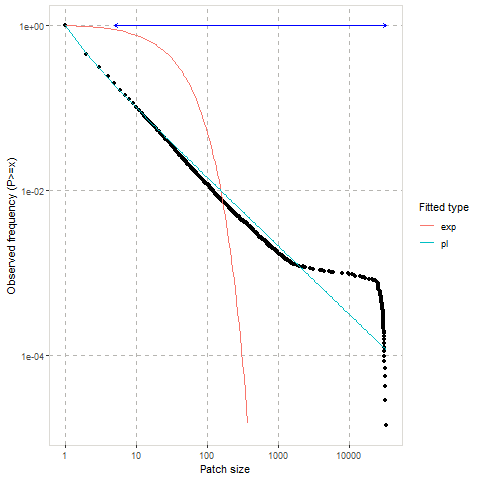 1e+00
1e-02
1e-04
Observed frequency (P>=x)
1
10
100
1000
10000
Patch size
Fitted type
exp
pl